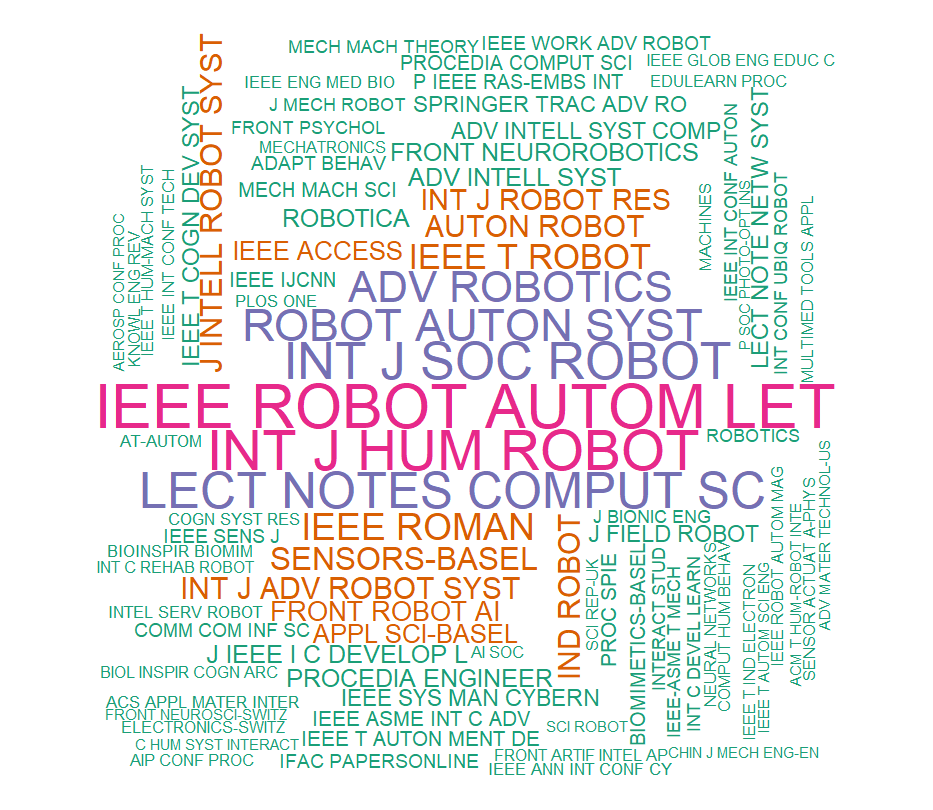 MECH MACH THEORY
IEEE WORK ADV ROBOT
PROCEDIA COMPUT SCI
IEEE GLOB ENG EDUC C
IEEE ENG MED BIO
P IEEE RAS-EMBS INT
EDULEARN PROC
J MECH ROBOT
SPRINGER TRAC ADV RO
FRONT PSYCHOL
ADV INTELL SYST COMP
MECHATRONICS
FRONT NEUROROBOTICS
ADAPT BEHAV
ADV INTELL SYST
MECH MACH SCI
INT J ROBOT RES
ROBOTICA
AUTON ROBOT
IEEE ACCESS
IEEE T ROBOT
IEEE IJCNN
ADV ROBOTICS
PLOS ONE
ROBOT AUTON SYST
INT J SOC ROBOT
AEROSP CONF PROC
KNOWL ENG REV
IEEE T HUM-MACH SYST
IEEE INT CONF TECH
IEEE T COGN DEV SYST
J INTELL ROBOT SYST
MACHINES
IEEE INT CONF AUTON
P SOC PHOTO-OPT INS
LECT NOTE NETW SYST
INT CONF UBIQ ROBOT
MULTIMED TOOLS APPL
IEEE ROBOT AUTOM LET
AT-AUTOM
INT J HUM ROBOT
ROBOTICS
LECT NOTES COMPUT SC
COGN SYST RES
IEEE ROMAN
J BIONIC ENG
IEEE SENS J
J FIELD ROBOT
BIOINSPIR BIOMIM
SENSORS-BASEL
INT C REHAB ROBOT
INT J ADV ROBOT SYST
INTEL SERV ROBOT
FRONT ROBOT AI
COMM COM INF SC
APPL SCI-BASEL
J IEEE I C DEVELOP L
AI SOC
BIOL INSPIR COGN ARC
PROCEDIA ENGINEER
ACS APPL MATER INTER
IEEE SYS MAN CYBERN
FRONT NEUROSCI-SWITZ
IEEE ASME INT C ADV
ELECTRONICS-SWITZ
SCI ROBOT
C HUM SYST INTERACT
IEEE T AUTON MENT DE
AIP CONF PROC
IFAC PAPERSONLINE
FRONT ARTIF INTEL AP
CHIN J MECH ENG-EN
IEEE ANN INT CONF CY
IND ROBOT
SCI REP-UK
PROC SPIE
BIOMIMETICS-BASEL
INTERACT STUD
IEEE-ASME T MECH
INT C DEVEL LEARN
NEURAL NETWORKS
COMPUT HUM BEHAV
IEEE T IND ELECTRON
IEEE T AUTOM SCI ENG
IEEE ROBOT AUTOM MAG
ACM T HUM-ROBOT INTE
SENSOR ACTUAT A-PHYS
ADV MATER TECHNOL-US